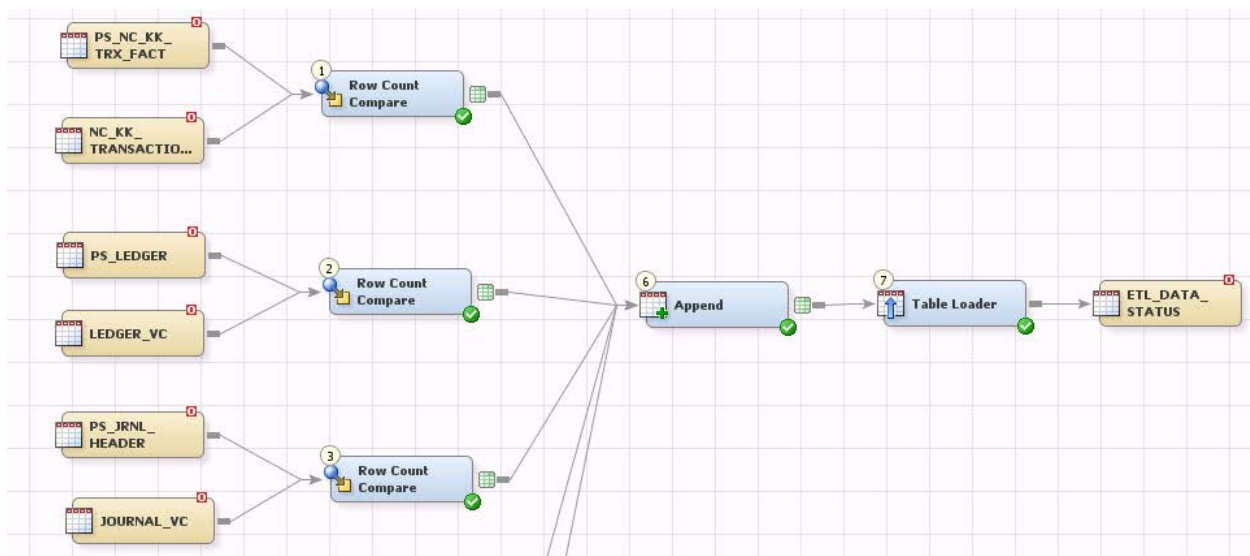 PS_NC_KK_
TRX_FACT
NC_KK_
TRANSACTIO...
1
Row Count
Compare
PS_LEDGER
LEDGER_VC
2
Row Count
Compare
PS_JRNL_
HEADER
JOURNAL_VC
3
Row Count
Compare
6
Append
7
Table Loader
ETL_DATA_
STATUS